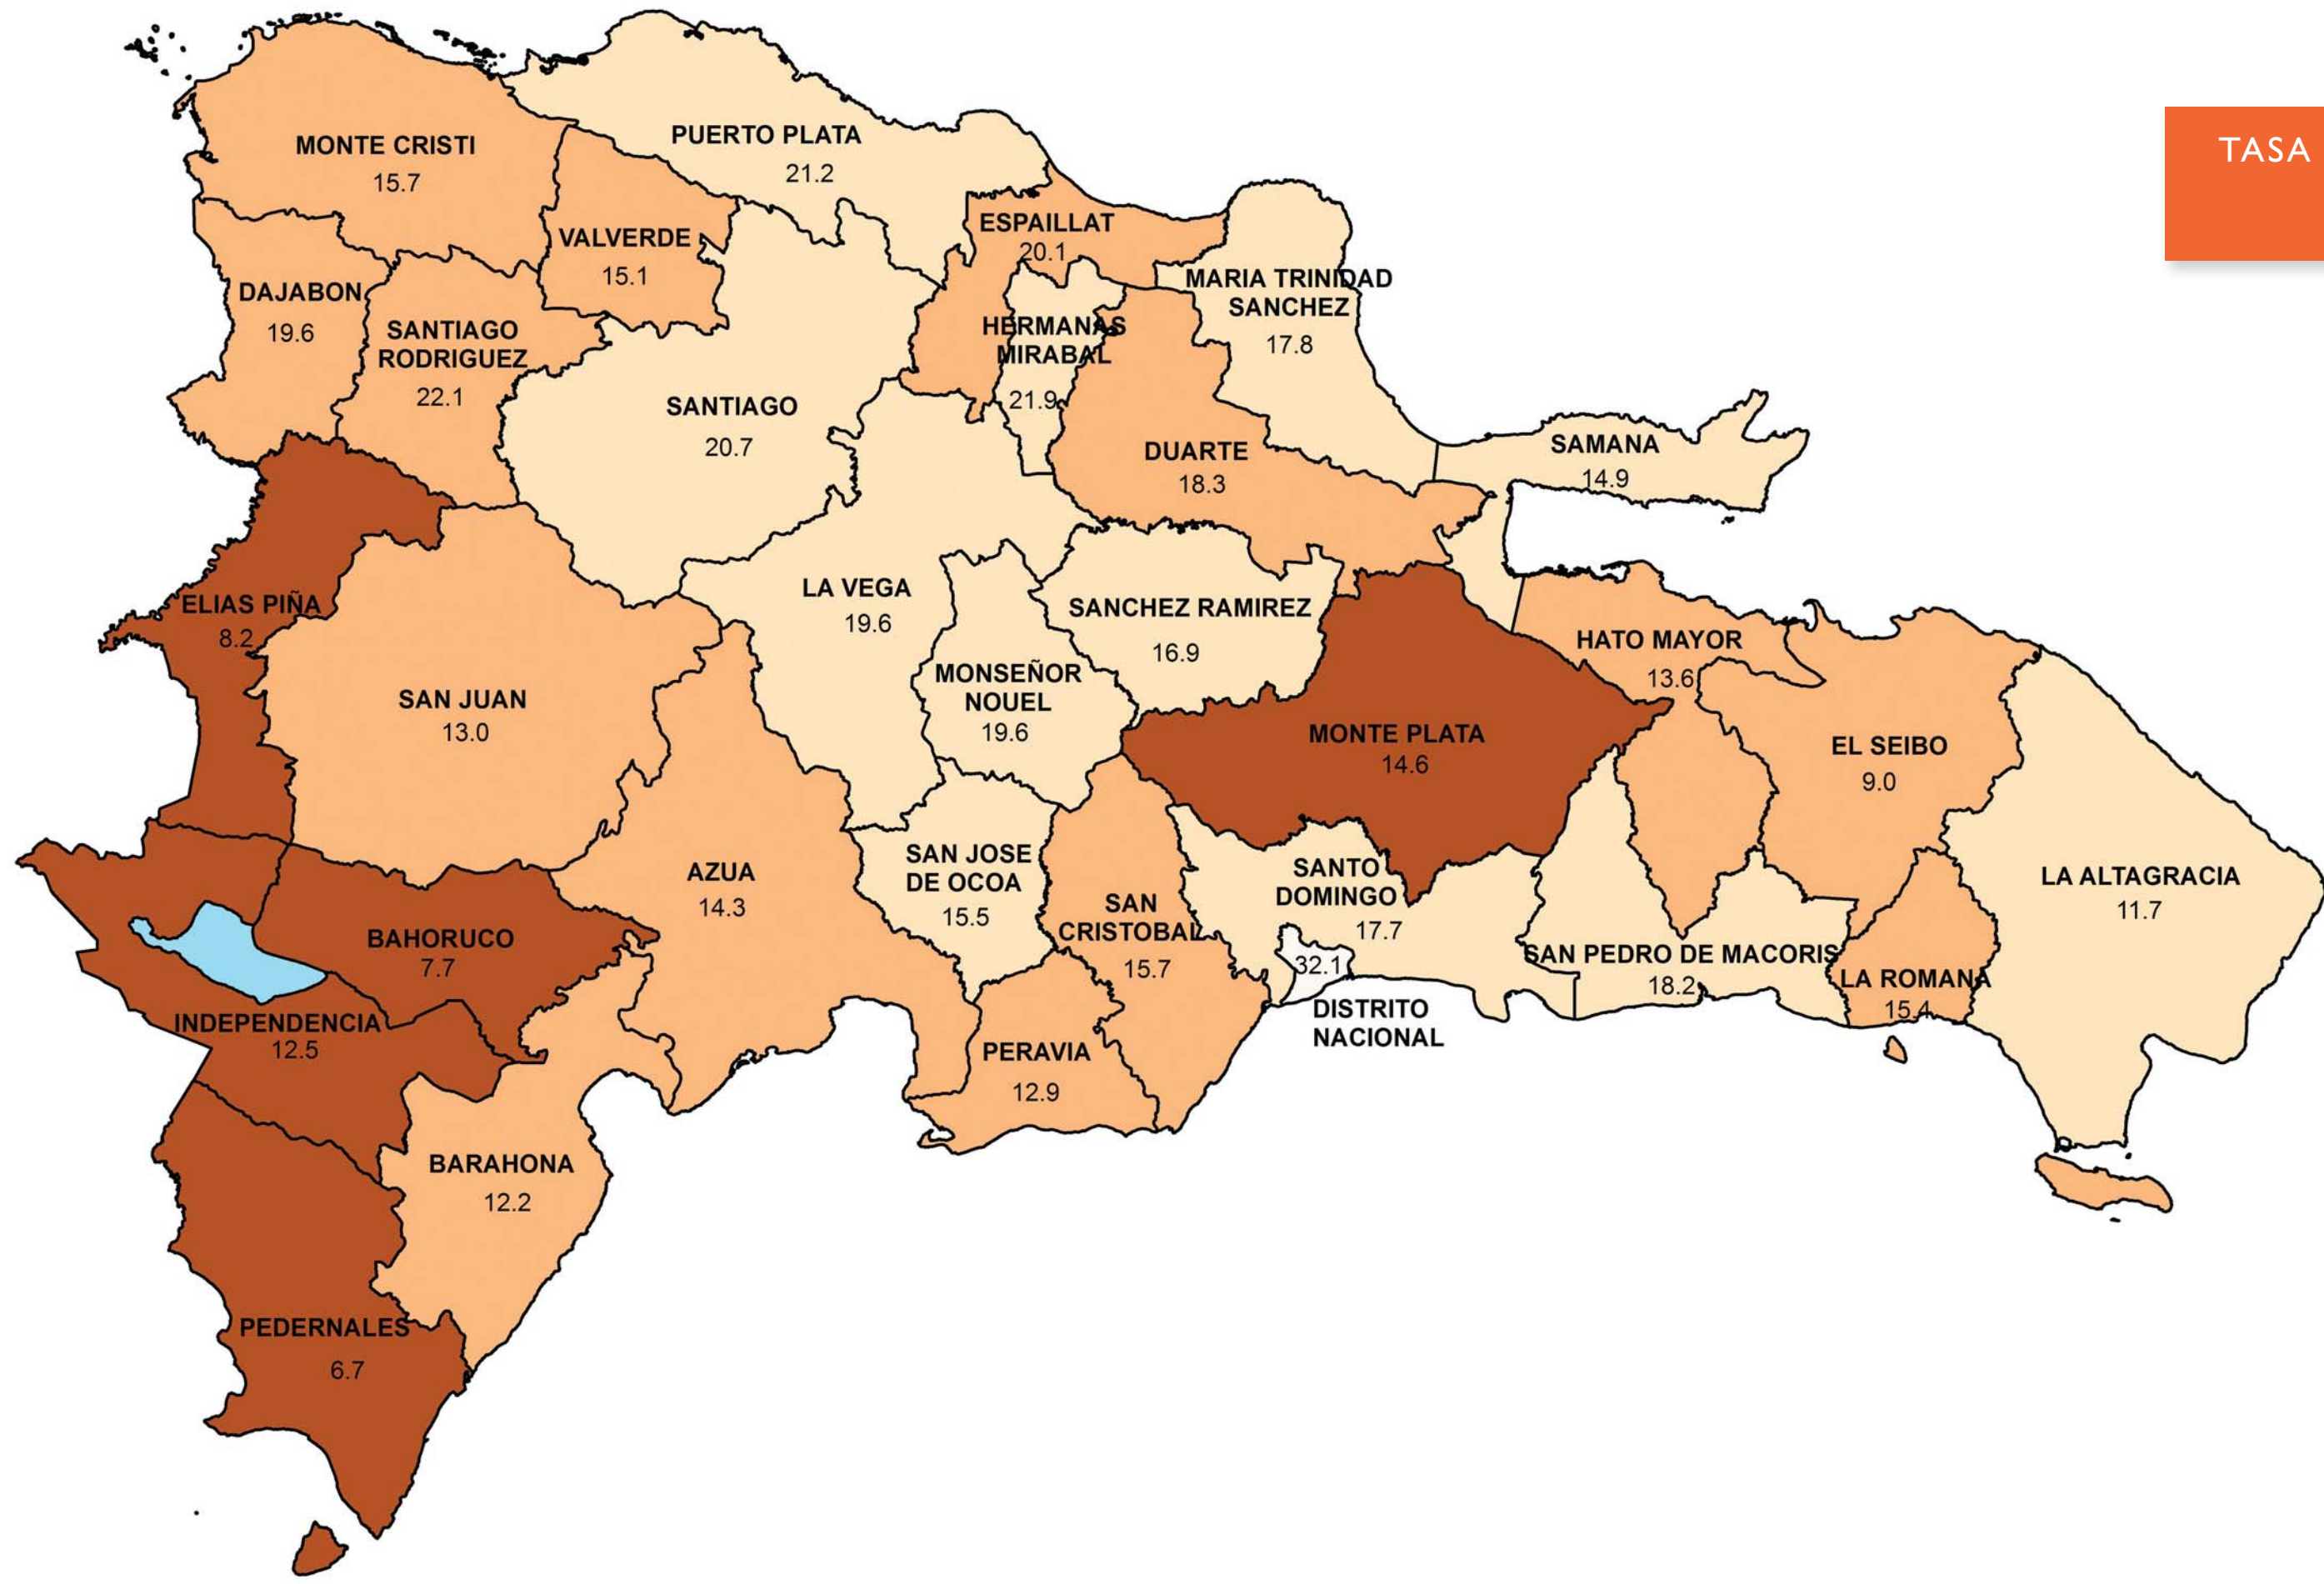 TASA
PUERTO PLATA
21.2
MONTE CRISTI
15.7
ESPAILLAT
20.1
VALVERDE
15.1
MARIA TRINIDAD
SANCHEZ
17.8
DAJABON
19.6
SANTIAGO
RODRIGUEZ
22.1
HERMANAS
MIRABAL
21.9
SANTIAGO
20.7
DUARTE
18.3
SAMANA
14.9
ELIAS PIÑA
8.2
LA VEGA
19.6
SANCHEZ RAMIREZ
16.9
HATO MAYOR
13.6
MONSEÑOR
NOUEL
19.6
SAN JUAN
13.0
MONTE PLATA
14.6
EL SEIBO
9.0
AZUA
14.3
SAN JOSE
DE OCOA
15.5
SANTO
DOMINGO
17.7
LA ALTAGRACIA
11.7
SAN
CRISTOBAL
15.7
BAHORUCO
7.7
32.1
DISTRITO
NACIONAL
SAN PEDRO DE MACORIS
18.2
LA ROMANA
15.4
INDEPENDENCIA
12.5
PERAVIA
12.9
BARAHONA
12.2
PEDERNALES
6.7